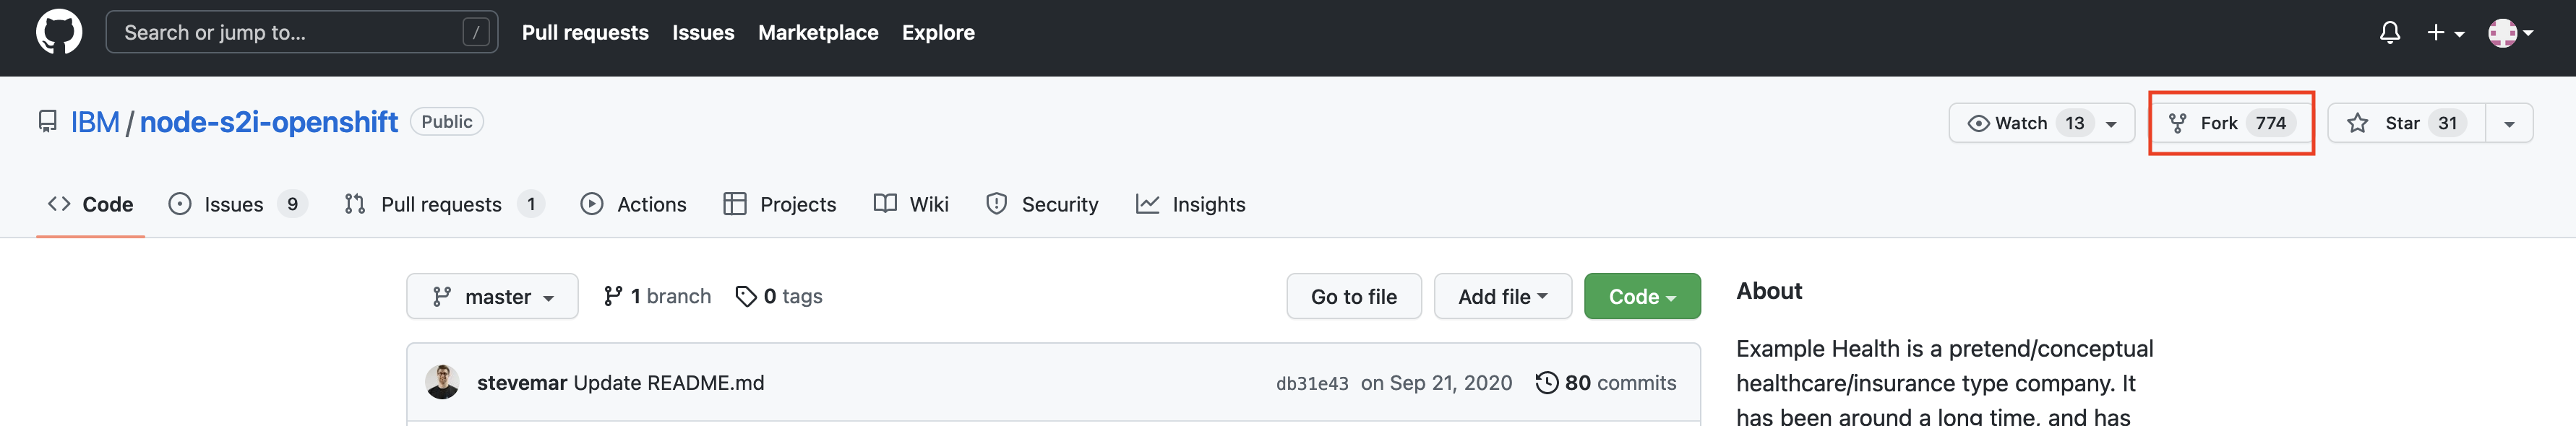 Search or jump to... / Pull requests Issues Marketplace Explore
IBM / node-s2i-openshift Public Watch 13 Fork 774 Star 31
Code Issues 9 Pull requests 1 Actions Projects Wiki Security Insights
master 1 branch 0 tags Go to file Add file Code
About
stevemar Update README.md db31e43 on Sep 21, 2020 80 commits
Example Health is a pretend/conceptual
healthcare/insurance type company. It
has been around a long time, and has